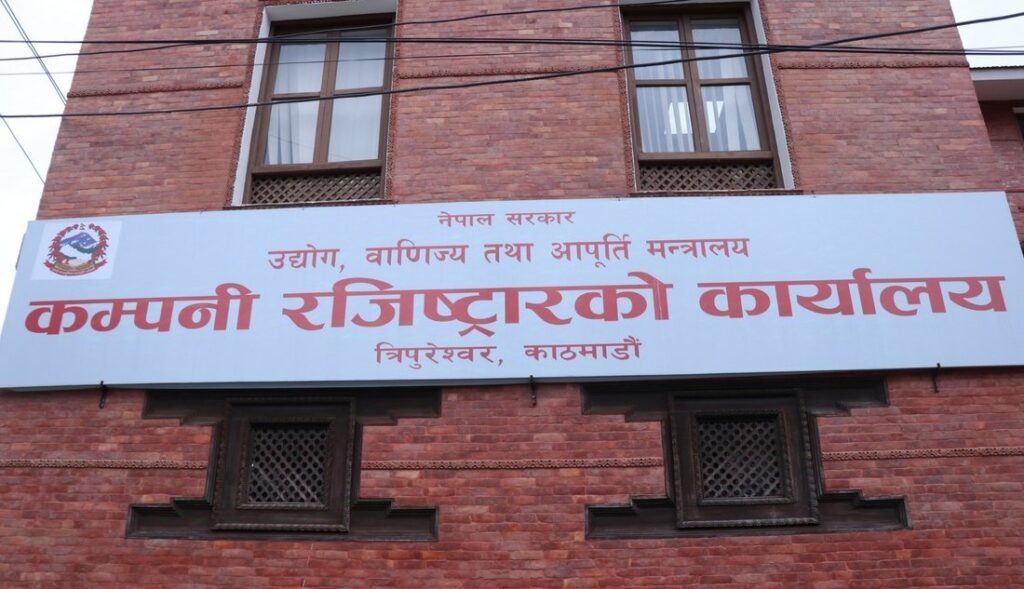 नेपाल सरकार
उद्योग, वाणिज्य तथा आपूर्ति मन्त्रालय
कम्पनी रजिष्ट्रारको कार्यालय
त्रिपुरेश्वर, काठमाडौं